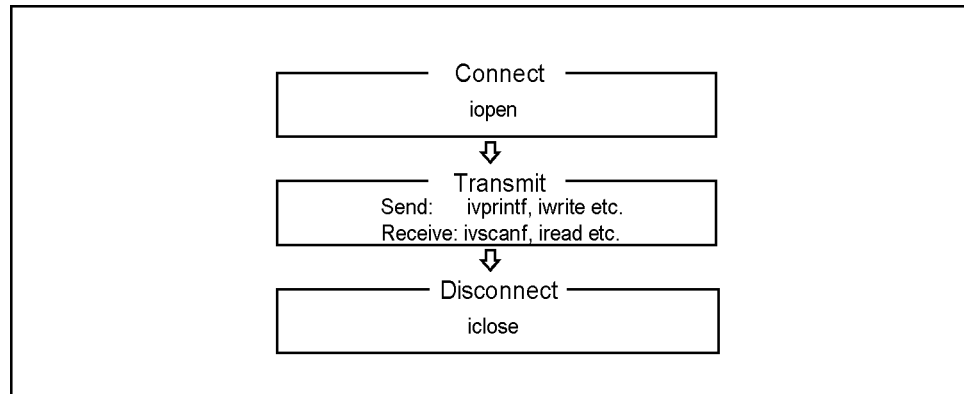 Connect
iopen
Transmit
Send: ivprintf, iwrite etc.
Receive: ivscanf, iread etc.
Disconnect
iclose